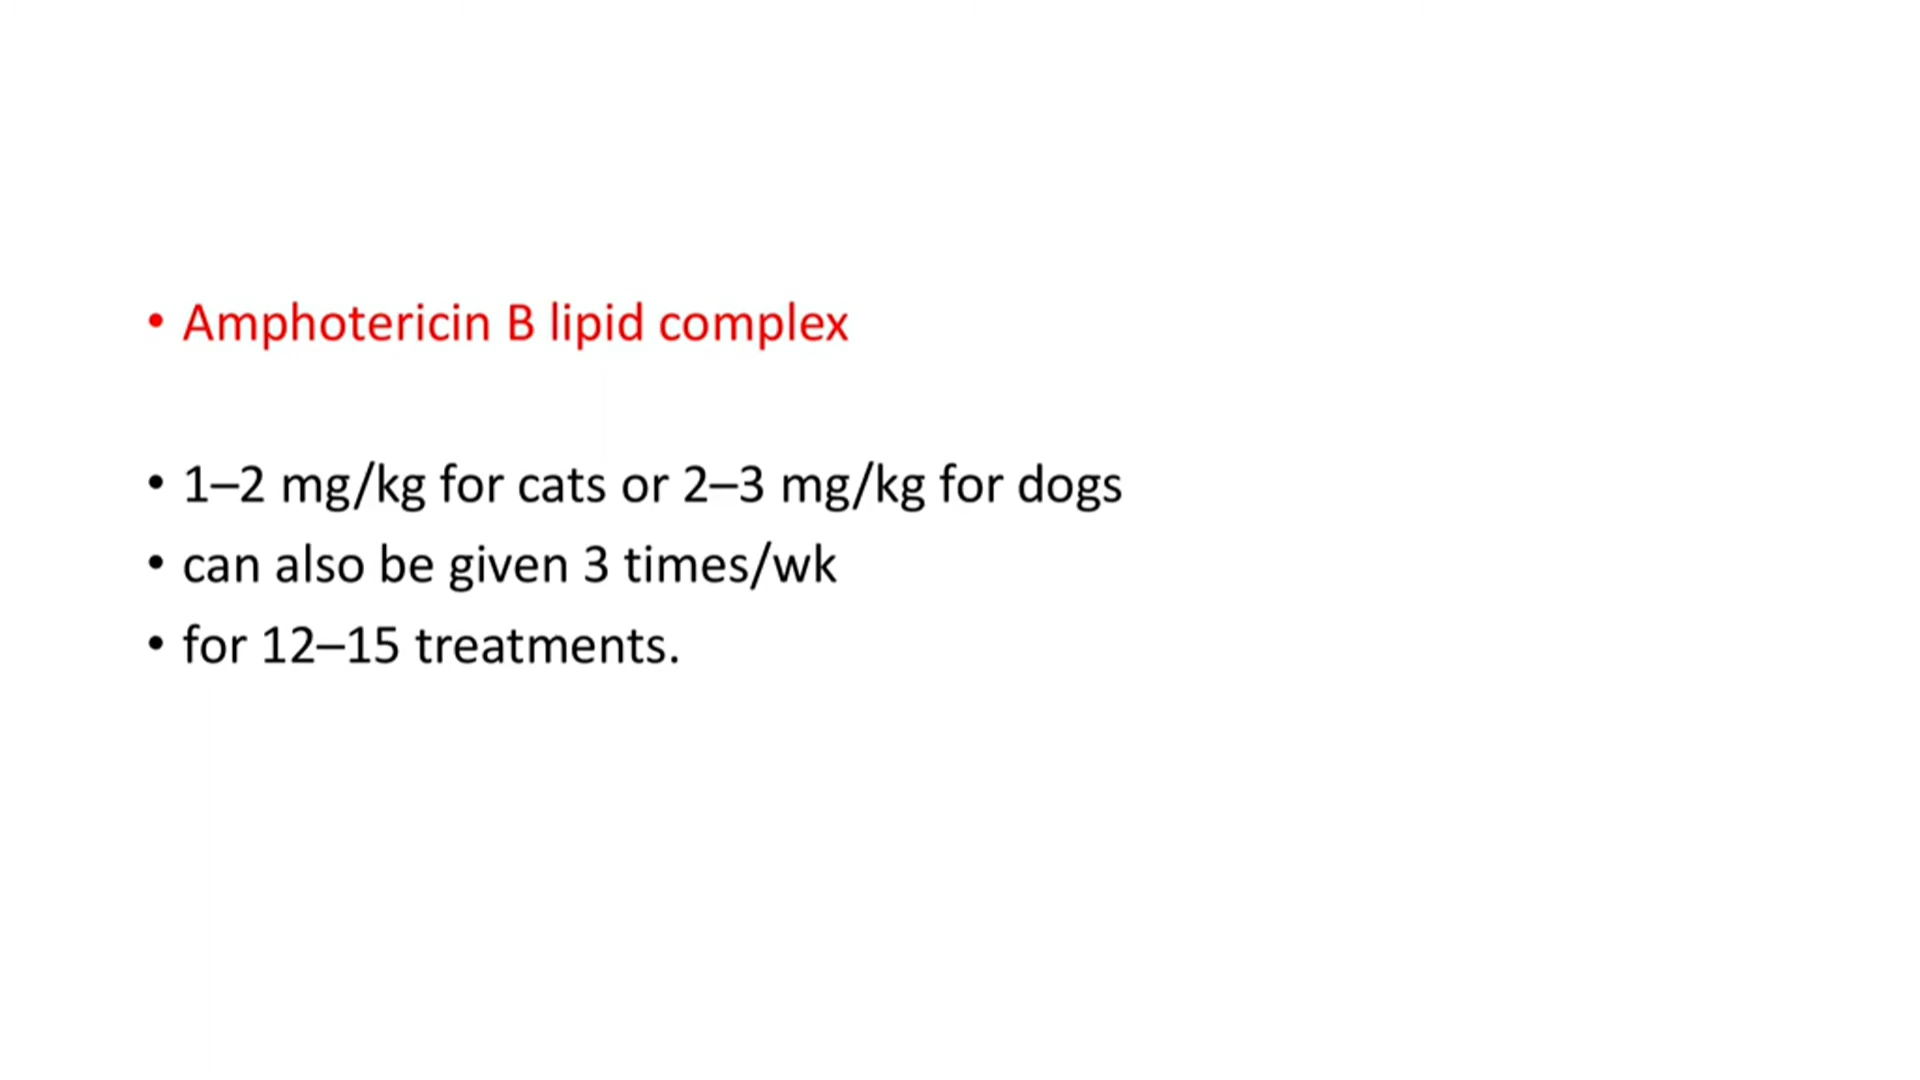 • Amphotericin B lipid complex
• 1–2 mg/kg for cats or 2–3 mg/kg for dogs
• can also be given 3 times/wk
• for 12–15 treatments.